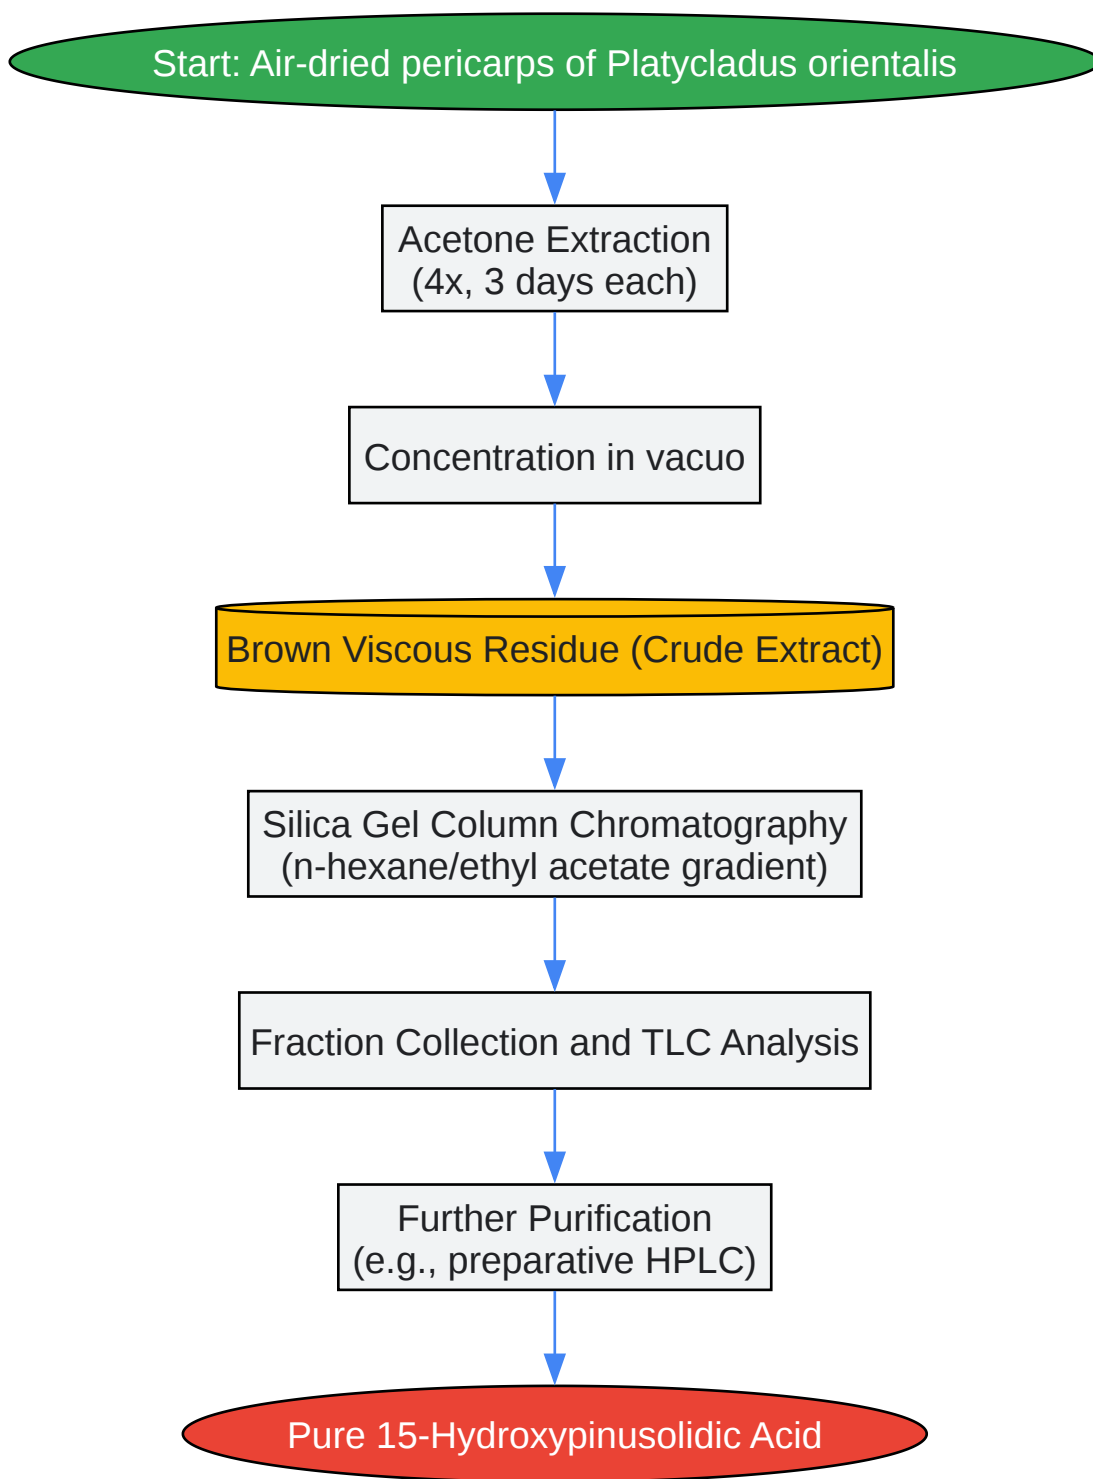 Start: Air-dried pericarps of Platycladus orientalis
Acetone Extraction
(4x, 3 days each)
Concentration in vacuo
Brown Viscous Residue (Crude Extract)
Silica Gel Column Chromatography
(n-hexane/ethyl acetate gradient)
Fraction Collection and TLC Analysis
Further Purification
(e.g., preparative HPLC)
Pure 15-Hydroxypinusolidic Acid